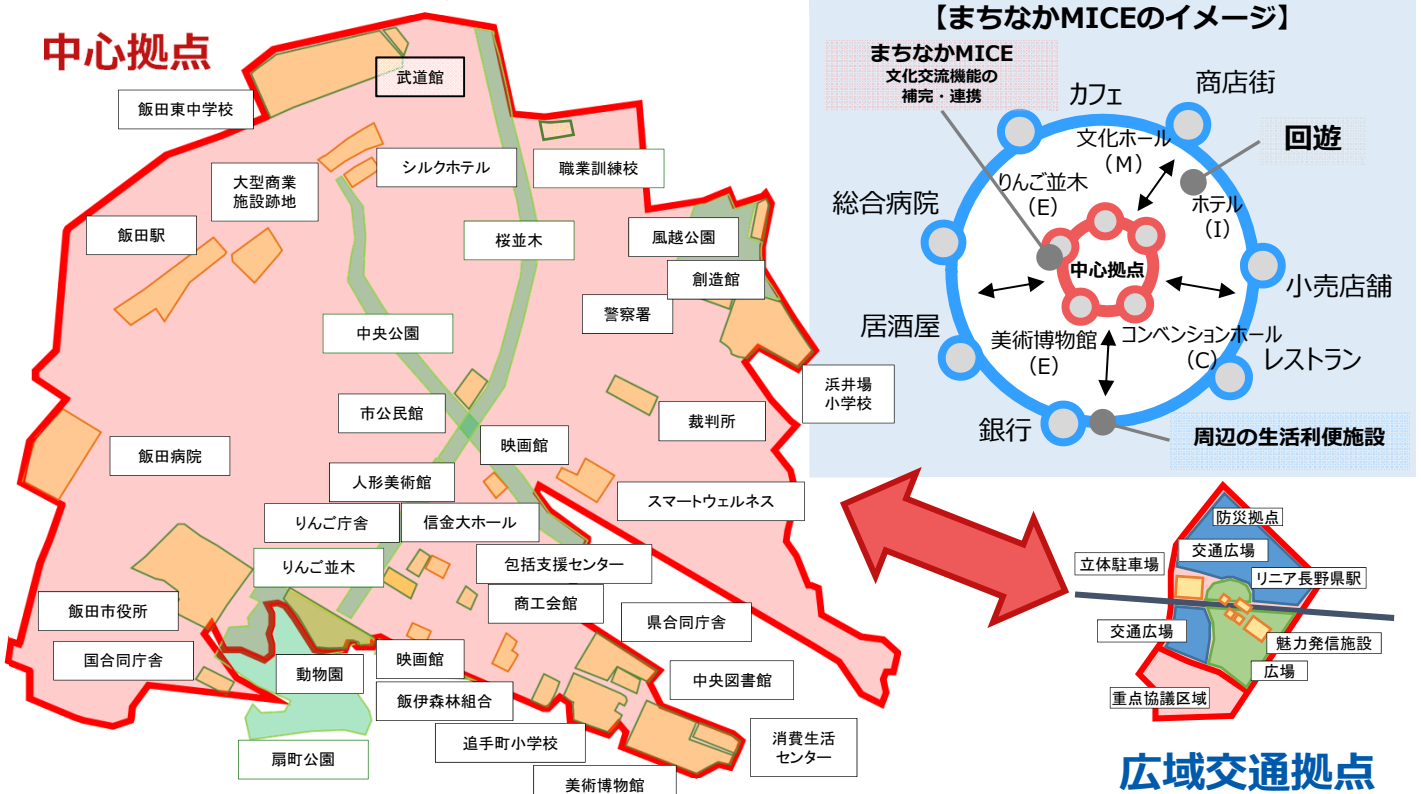 中心拠点
武道館
飯田東中学校
シルクホテル
職業訓練校
大型商業
施設跡地
飯田駅
桜並木
風越公園
創造館
警察署
中央公園
浜井場
小学校
市公民館
裁判所
映画館
飯田病院
人形美術館
スマートウェルネス
りんご庁舎
信金大ホール
包括支援センター
りんご並木
商工会館
飯田市役所
県合同庁舎
国合同庁舎
動物園
映画館
中央図書館
飯伊森林組合
追手町小学校
消費生活
センター
扇町公園
美術博物館
【まちなかMICEのイメージ】
まちなかMICE
文化交流機能の
補完・連携
カフェ
商店街
回遊
文化ホール
(M)
りんご並木
(E)
ホテル
(I)
総合病院
中心拠点
小売店舗
居酒屋
美術博物館
(E)
コンベンションホール
(C)
レストラン
銀行
周辺の生活利便施設
防災拠点
交通広場
立体駐車場
リニア長野県駅
交通広場
魅力発信施設
広場
重点協議区域
広域交通拠点